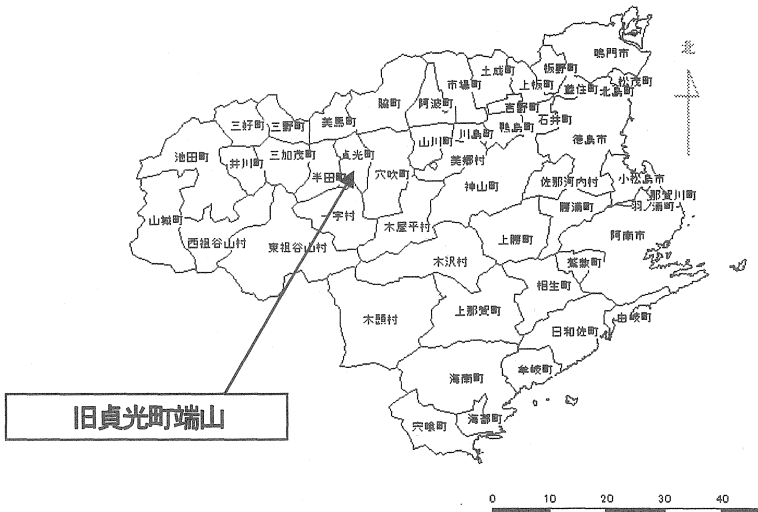 鳴門市
北
板野町
土成町
松茂町
市場町
上板町
藍住町
北島町
脇町
阿波町
吉野町
石井町
三好町
三野町
美馬町
川島町
鴨島町
徳島市
山川町
池田町
井川町
三加茂町
貞光町
美郷村
半田町
穴吹町
神山町
佐那河内村
小松島市
那賀川町
羽ノ浦町
勝浦町
山城町
一宇村
西祖谷山村
東祖谷山村
木屋平村
上勝町
阿南市
木沢村
鷲敷町
相生町
木頭村
上那賀町
由岐町
日和佐町
牟岐町
海南町
旧貞光町端山
宍喰町
海部町
0 10 20 30 40